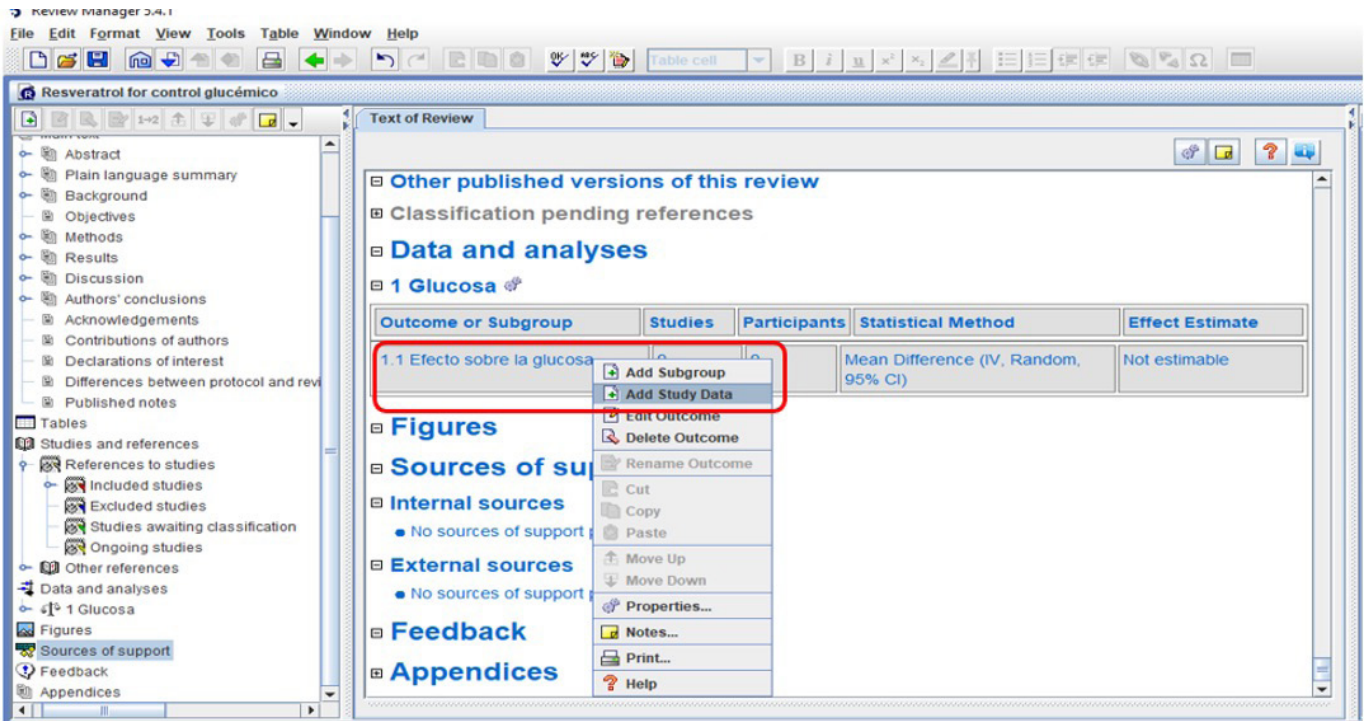 Review Manager 5.4.1
File Edit Format View Tools Table Window Help
Table cell
Resveratrol for control glucémico
Text of Review
Main text
Abstract
Plain language summary
Background
Objectives
Methods
Results
Discussion
Authors' conclusions
Acknowledgements
Contributions of authors
Declarations of interest
Differences between protocol and revi
Published notes
Tables
Studies and references
References to studies
Included studies
Excluded studies
Studies awaiting classification
Ongoing studies
Other references
Data and analyses
1 Glucosa
Figures
Sources of support
Feedback
Appendices
Other published versions of this review
Classification pending references
Data and analyses
1 Glucosa
Outcome or Subgroup Studies Participants Statistical Method Effect Estimate
1.1 Efecto sobre la glucosa Mean Difference (IV, Random, Not estimable
95% CI)
Figures
Sources of su
Internal sources
No sources of support
External sources
No sources of support
Feedback
Appendices
Add Subgroup
Add Study Data
Edit Outcome
Delete Outcome
Rename Outcome
Cut
Copy
Paste
Move Up
Move Down
Properties...
Notes...
Print...
Help